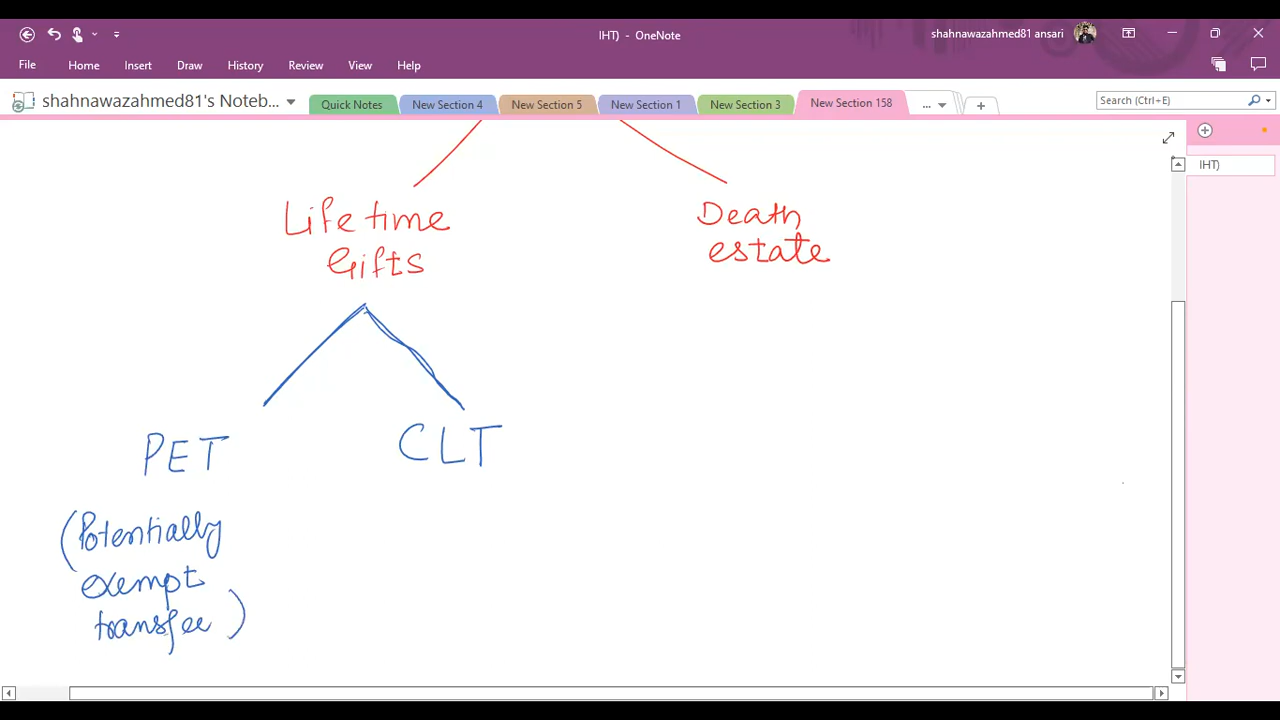 IHT) - OneNote
shahnawazahmed81 ansari
File Home Insert Draw History Review View Help
shahnawazahmed81's Noteb...
Quick Notes New Section 4 New Section 5 New Section 1 New Section 3 New Section 158 ...
Search (Ctrl+E)
IHT)
Life time
Gifts
Death
estate
PET
CLT
(Potentially
exempt
transfer)